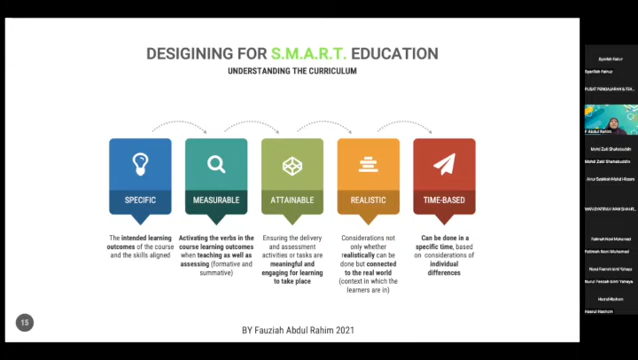 DESIGINING FOR S.M.A.R.T. EDUCATION
UNDERSTANDING THE CURRICULUM
SPECIFIC
MEASURABLE
ATTAINABLE
REALISTIC
TIME-BASED
The intended learning
outcomes of the course
and the skills aligned
Activating the verbs in the
course learning outcomes
when teaching as well as
assessing (formative and
summative)
Ensuring the delivery
and assessment
activities or tasks are
meaningful and
engaging for learning
to take place
Considerations not
only whether
realistically can be
done but connected to
the real world
(context in which the
learners are in)
Can be done in a
specific time, based
on considerations of
individual
differences
15
BY Fauziah Abdul Rahim 2021
F Abdul Rahim
Mohd Zaid Shahabuddin